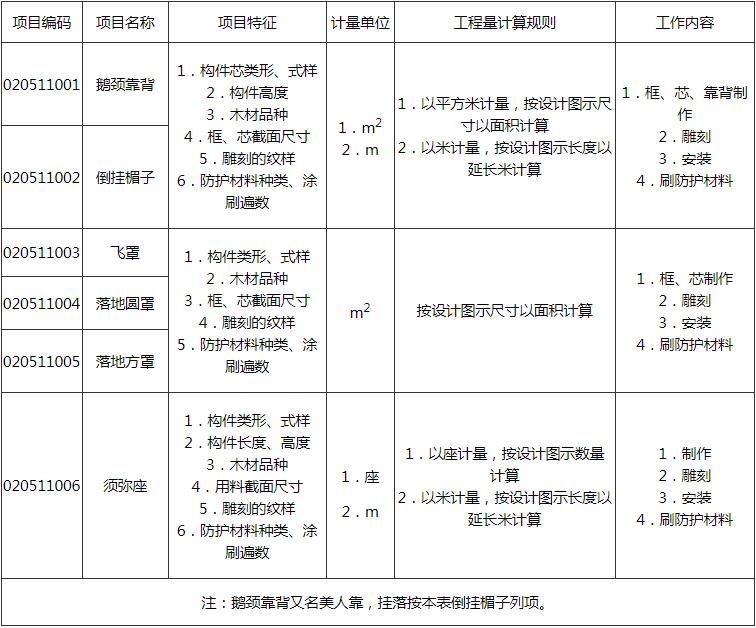 项目编码 项目名称 项目特征 计量单位 工程量计算规则 工作内容
020511001 鹅颈靠背
020511002 倒挂楣子
1．构件芯类形、式样
2．构件高度
3．木材品种
4．框、芯截面尺寸
5．雕刻的纹样
6．防护材料种类、涂
刷遍数
1．m²
2．m
1．以平方米计量，按设计图示尺
寸以面积计算
2．以米计量，按设计图示长度以
延长米计算
1．框、芯、靠背制
作
2．雕刻
3．安装
4．刷防护材料
020511003 飞罩
020511004 落地圆罩
020511005 落地方罩
1．构件类形、式样
2．木材品种
3．框、芯截面尺寸
4．雕刻的纹样
5．防护材料种类、涂
刷遍数
m²
按设计图示尺寸以面积计算
1．框、芯制作
2．雕刻
3．安装
4．刷防护材料
020511006 须弥座
1．构件类形、式样
2．构件长度、高度
3．木材品种
4．用料截面尺寸
5．雕刻的纹样
6．防护材料种类、涂
刷遍数
1．座
2．m
1．以座计量，按设计图示数量
计算
2．以米计量，按设计图示长度以
延长米计算
1．制作
2．雕刻
3．安装
4．刷防护材料
注：鹅颈靠背又名美人靠，挂落按本表倒挂楣子列项。